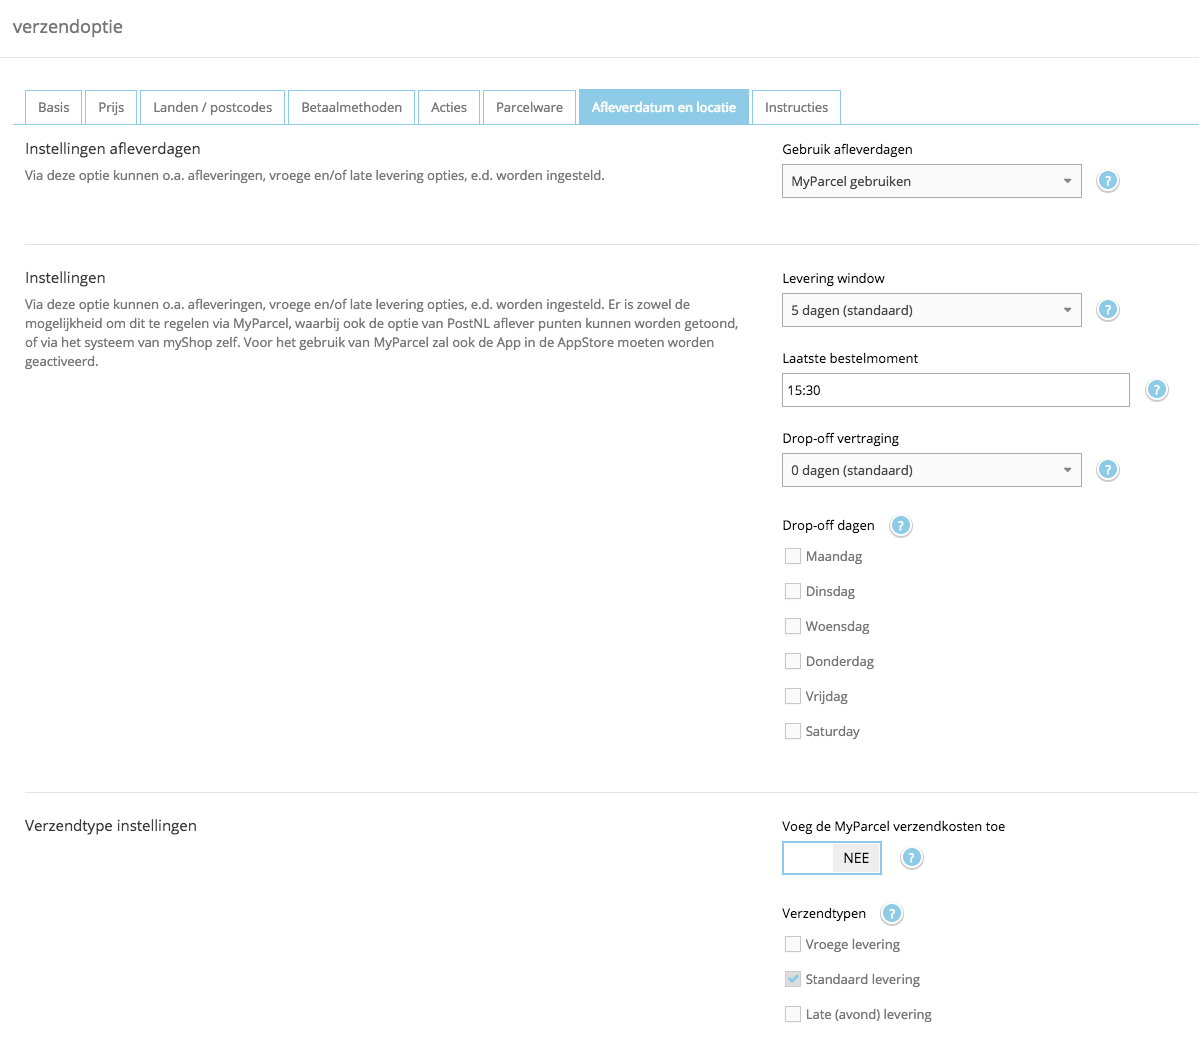 verzendoptie
Basis
Prijs
Landen / postcodes
Betaalmethoden
Acties
Parcelware
Afleverdatum en locatie
Instructies
Instellingen afleverdagen
Via deze optie kunnen o.a. afleveringen, vroege en/of late levering opties, e.d. worden ingesteld.
Gebruik afleverdagen
MyParcel gebruiken
?
Instellingen
Via deze optie kunnen o.a. afleveringen, vroege en/of late levering opties, e.d. worden ingesteld. Er is zowel de
mogelijkheid om dit te regelen via MyParcel, waarbij ook de optie van PostNL aflever punten kunnen worden getoond,
of via het systeem van myShop zelf. Voor het gebruik van MyParcel zal ook de App in de AppStore moeten worden
geactiveerd.
Levering window
5 dagen (standaard)
?
Laatste bestelmoment
15:30
?
Drop-off vertraging
0 dagen (standaard)
?
Drop-off dagen
?
Maandag
Dinsdag
Woensdag
Donderdag
Vrijdag
Saturday
Verzendtype instellingen
Voeg de MyParcel verzendkosten toe
NEE
?
Verzendtypen
?
Vroege levering
Standaard levering
Late (avond) levering